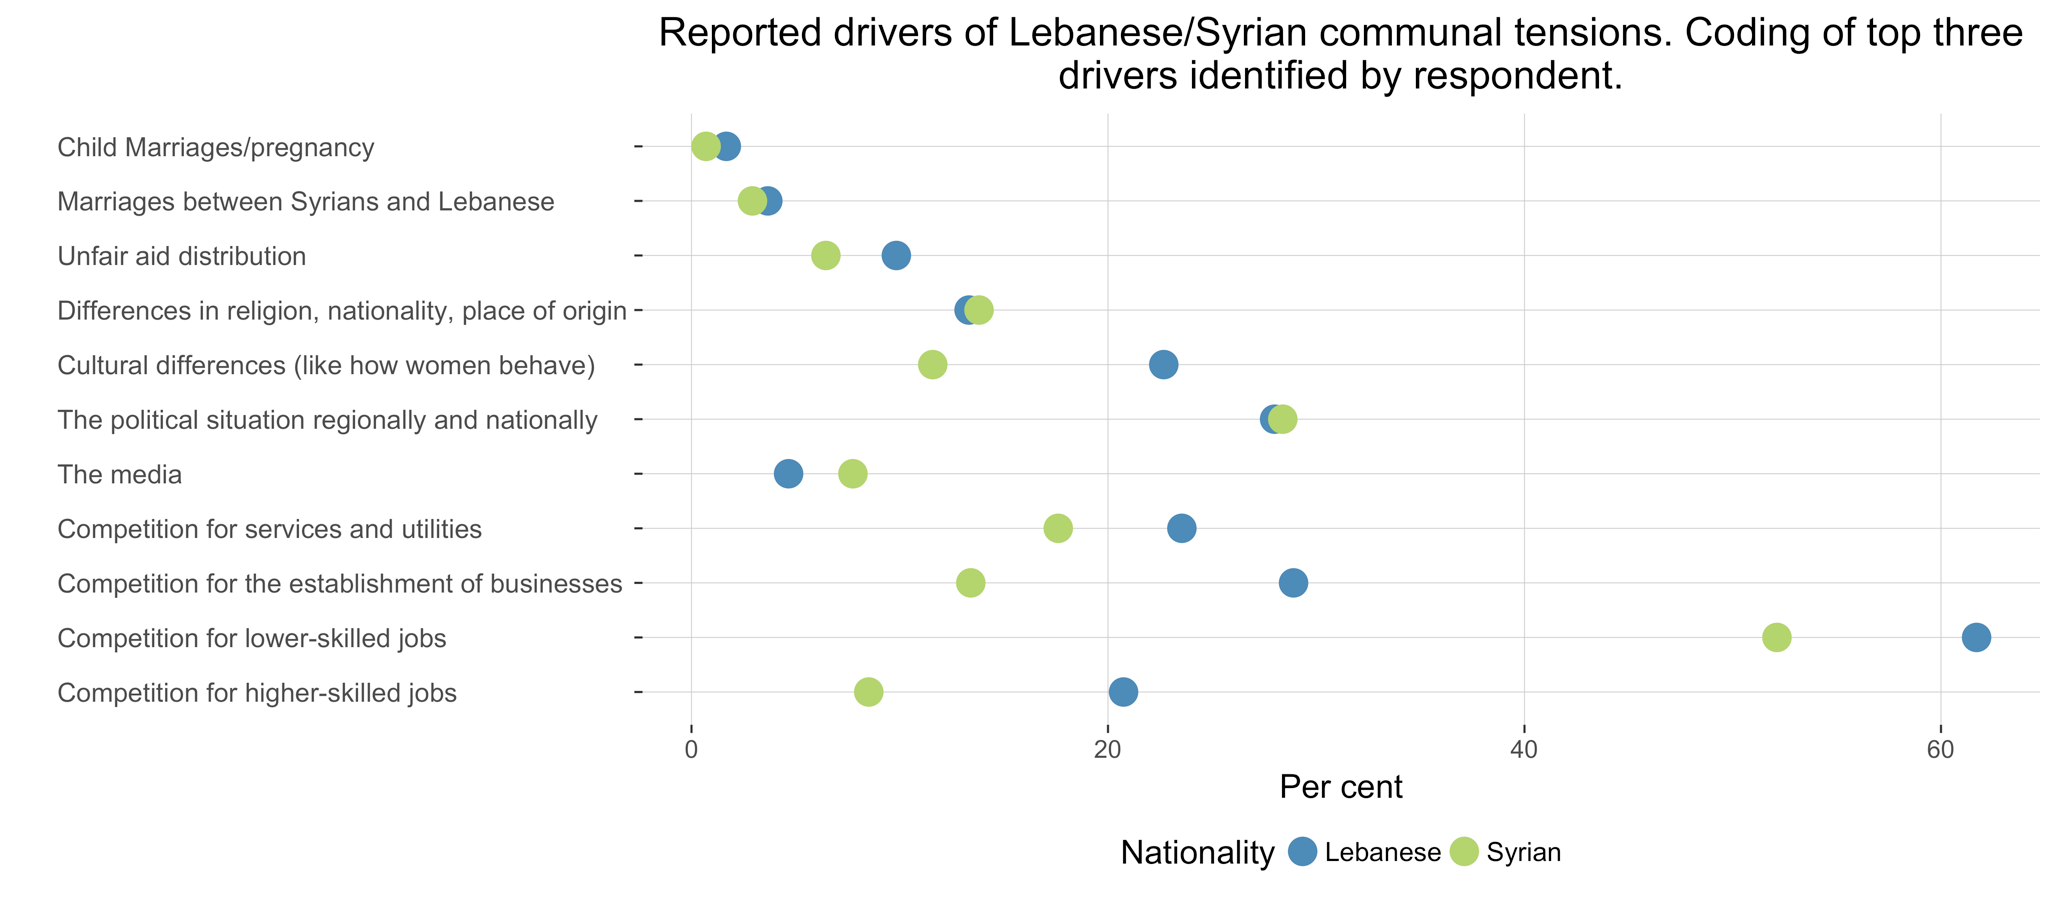 Reported drivers of Lebanese/Syrian communal tensions. Coding of top three
drivers identified by respondent.
Child Marriages/pregnancy
Marriages between Syrians and Lebanese
Unfair aid distribution
Differences in religion, nationality, place of origin
Cultural differences (like how women behave)
The political situation regionally and nationally
The media
Competition for services and utilities
Competition for the establishment of businesses
Competition for lower-skilled jobs
Competition for higher-skilled jobs
0 20 40 60
Per cent
Nationality Lebanese Syrian